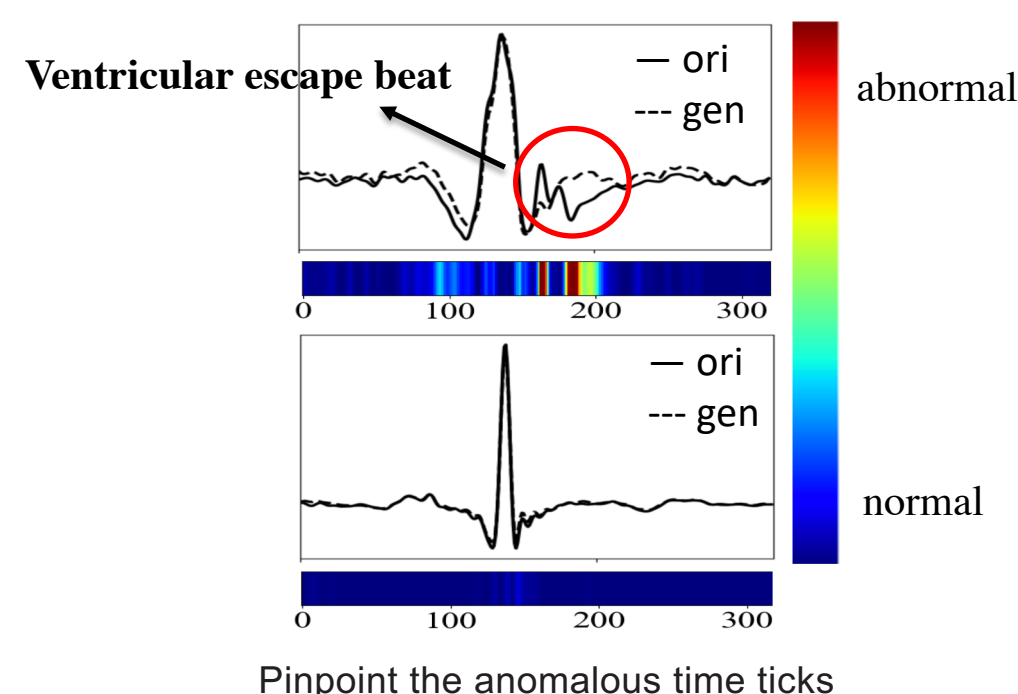 Ventricular escape beat
— ori
--- gen
abnormal
0 100 200 300
— ori
--- gen
normal
0 100 200 300
Pinpoint the anomalous time ticks